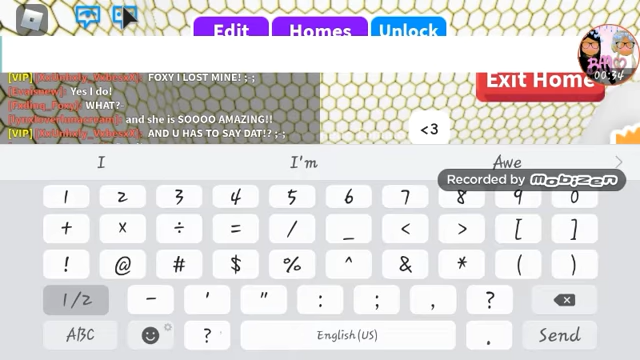 Edit Homes Unlock
[VIP] FOXY I LOST MINE! ;-;
Yes I do!
WHAT?
and she is SOOOO AMAZING!!
[VIP] AND U HAS TO SAY DAT!? ;-;
Exit Home
00:34
<3
I I'm Awe
Recorded by mobizen
1 2 3 4 5 6 7 8 9 0
+ × ÷ = / _ < > [ ]
! @ # $ % ^ & * ( )
1/2 - ' " : ; , ?
ABC ? English (US) . Send